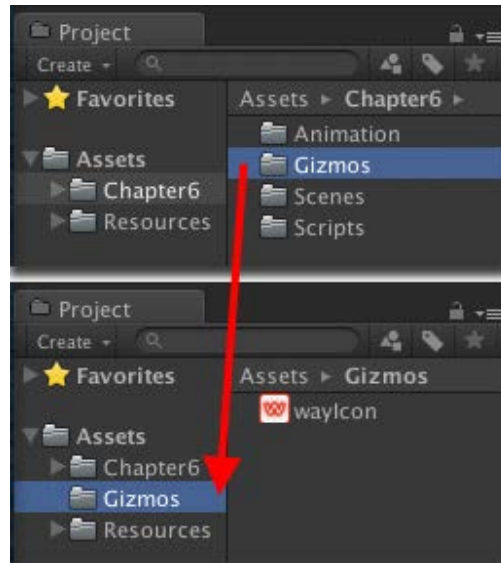 Project
Create
Favorites
Assets ▸ Chapter6 ▸
Animation
Assets
Gizmos
Chapter6
Scenes
Resources
Scripts
Project
Create
Favorites
Assets ▸ Gizmos
wayIcon
Assets
Chapter6
Gizmos
Resources